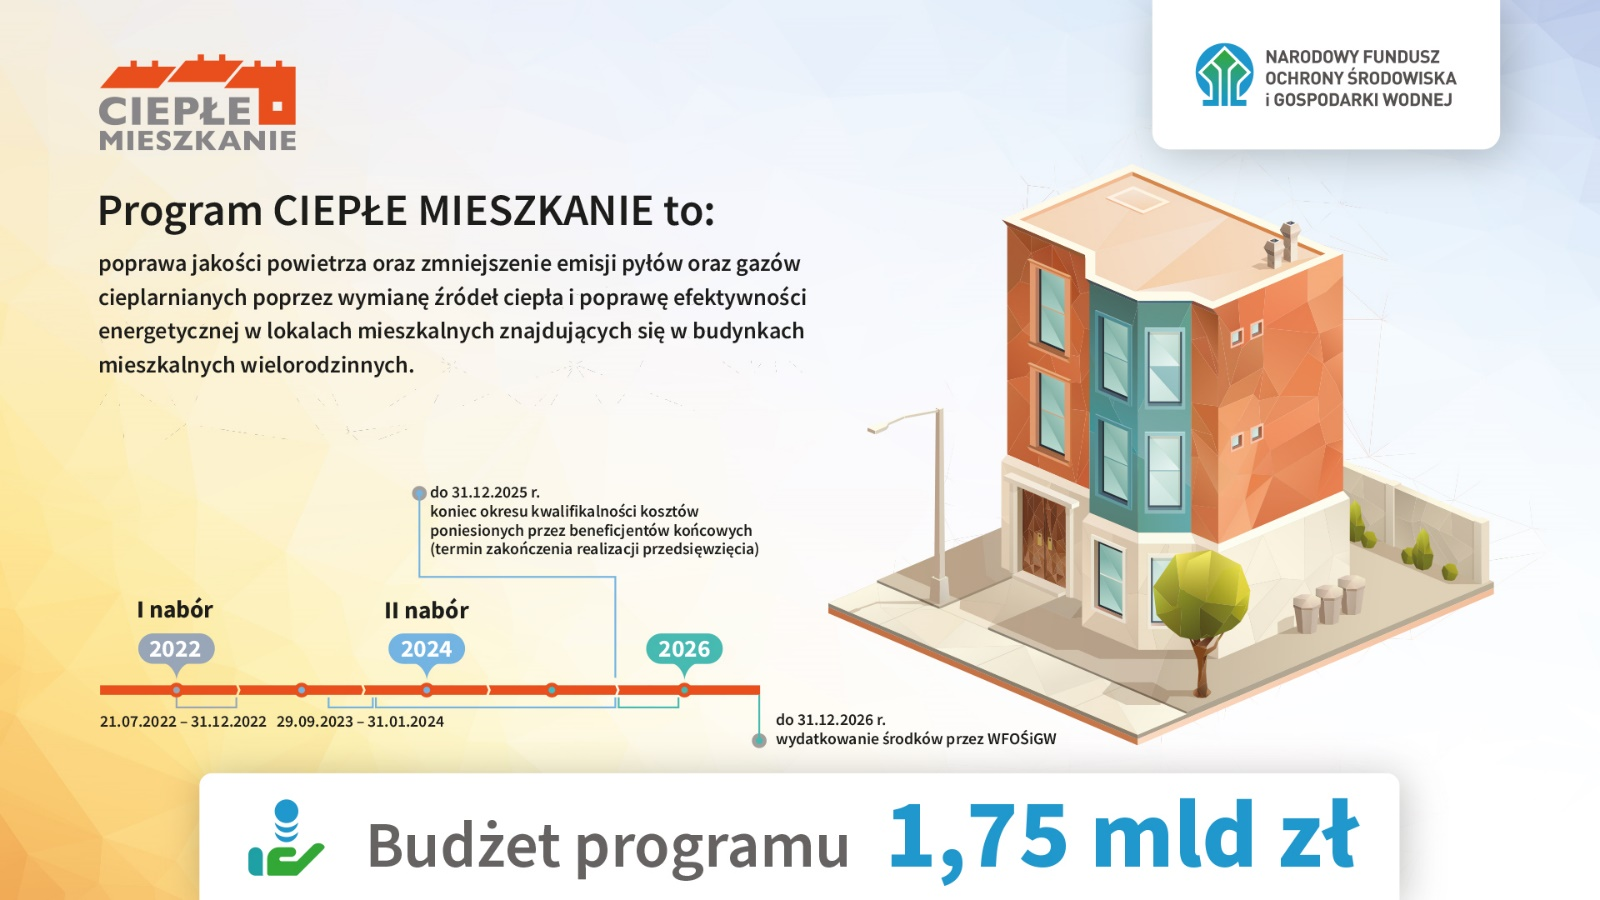 CIEPŁE
MIESZKANIE
NARODOWY FUNDUSZ
OCHRONY ŚRODOWISKA
i GOSPODARKI WODNEJ
Program CIEPŁE MIESZKANIE to:
poprawa jakości powietrza oraz zmniejszenie emisji pyłów oraz gazów
cieplarnianych poprzez wymianę źródeł ciepła i poprawę efektywności
energetycznej w lokalach mieszkalnych znajdujących się w budynkach
mieszkalnych wielorodzinnych.
do 31.12.2025 r.
koniec okresu kwalifikalności kosztów
poniesionych przez beneficjentów końcowych
(termin zakończenia realizacji przedsięwzięcia)
I nabór
II nabór
2022
2024
2026
21.07.2022 – 31.12.2022
29.09.2023 – 31.01.2024
do 31.12.2026 r.
wydatkowanie środków przez WFOŚiGW
Budżet programu 1,75 mld zł